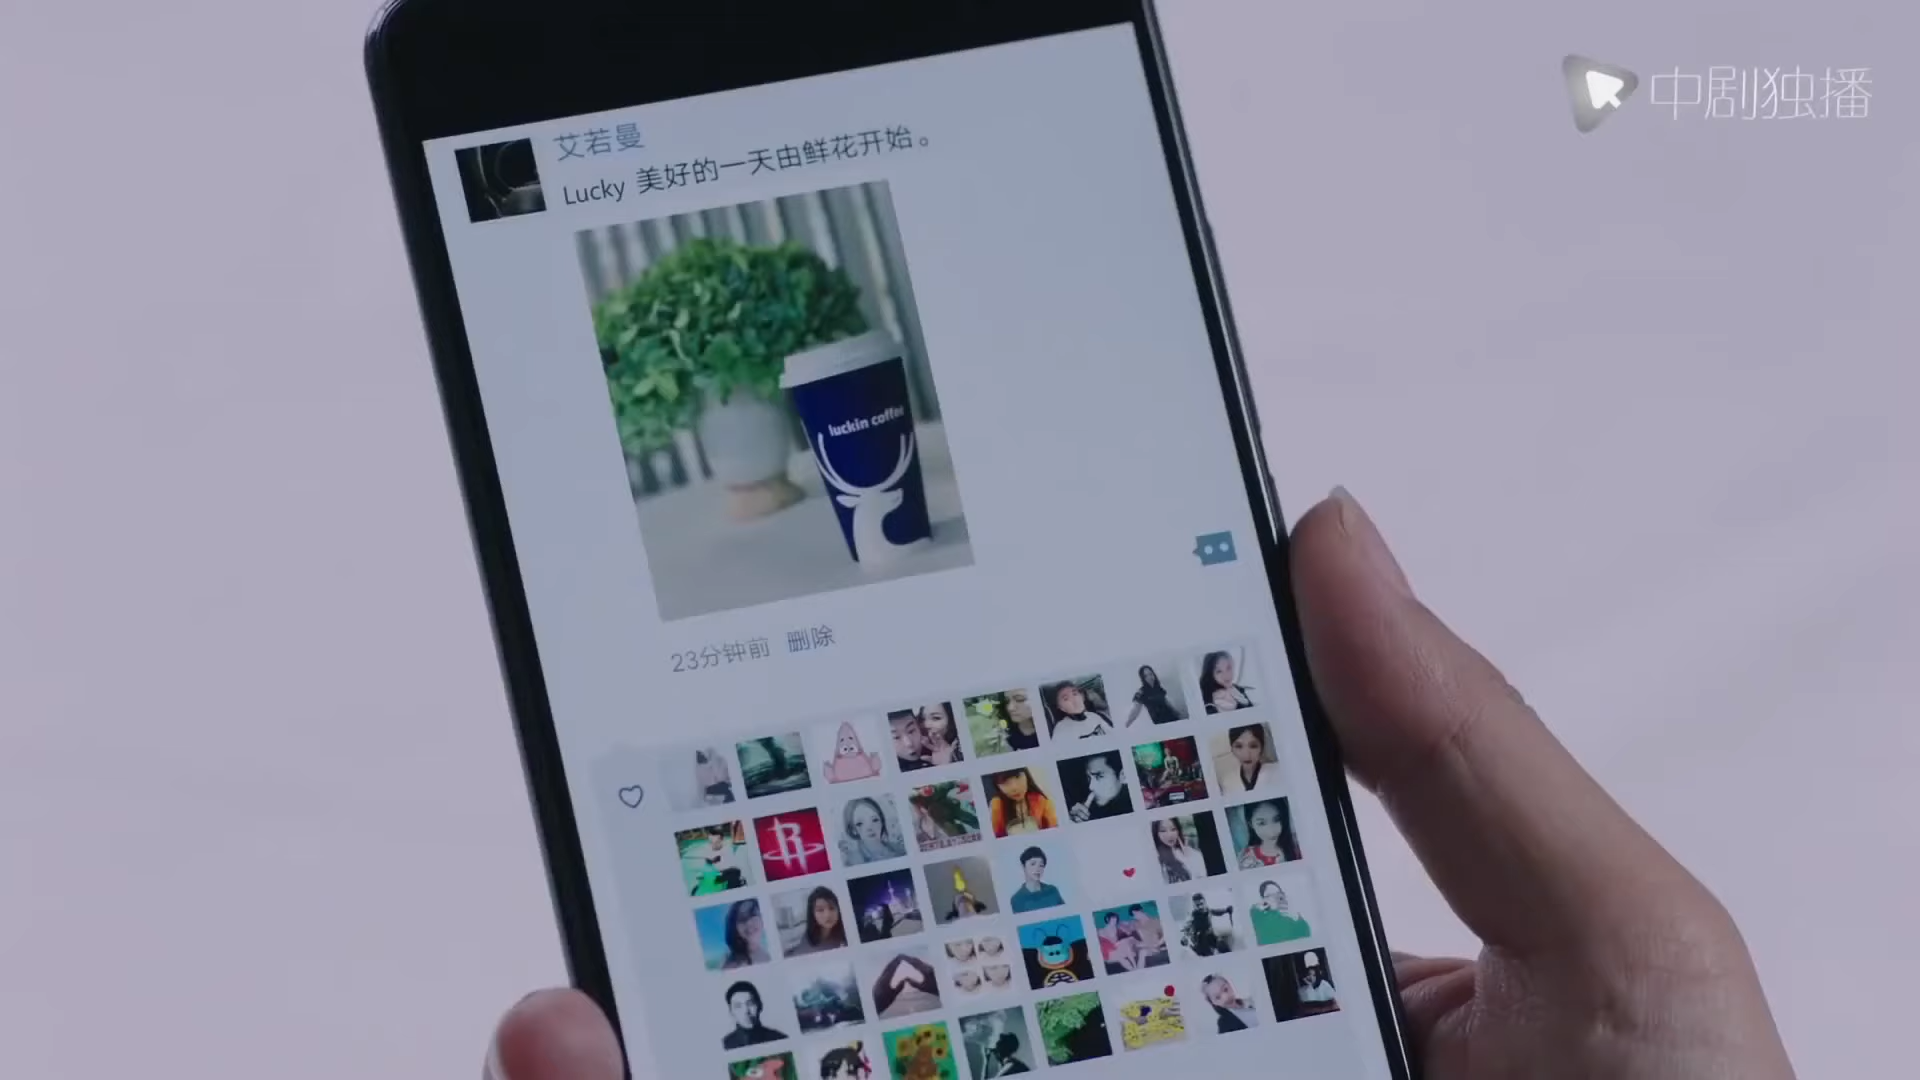 中剧独播
艾若曼
Lucky 美好的一天由鲜花开始。
luckin coffee
23分钟前 删除